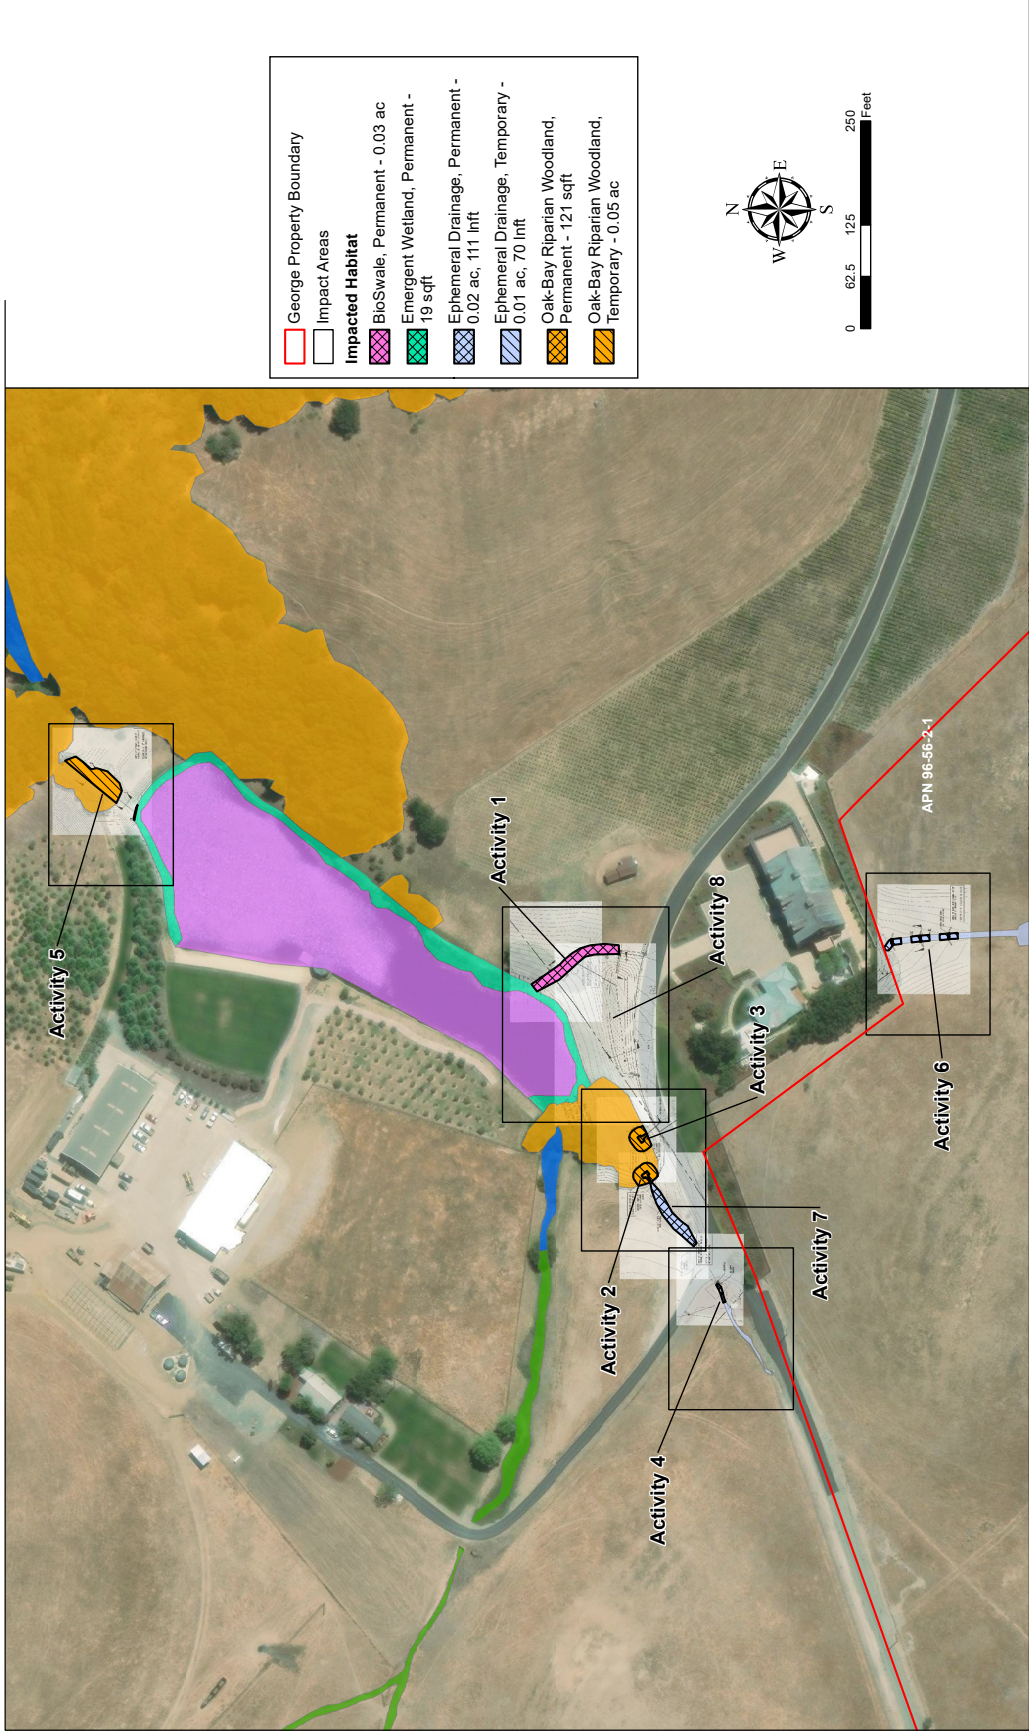 George Property Boundary
Impact Areas
Impacted Habitat
BioSwale, Permanent - 0.03 ac
Emergent Wetland, Permanent -
19 sqft
Ephemeral Drainage, Permanent -
0.02 ac, 111 lnft
Ephemeral Drainage, Temporary -
0.01 ac, 70 lnft
Oak-Bay Riparian Woodland,
Permanent - 121 sqft
Oak-Bay Riparian Woodland,
Temporary - 0.05 ac
N
W
E
S
0 62.5 125 250
Feet
Activity 5
Activity 1
Activity 8
Activity 3
Activity 2
Activity 7
Activity 4
Activity 6
APN 96-56-2-1